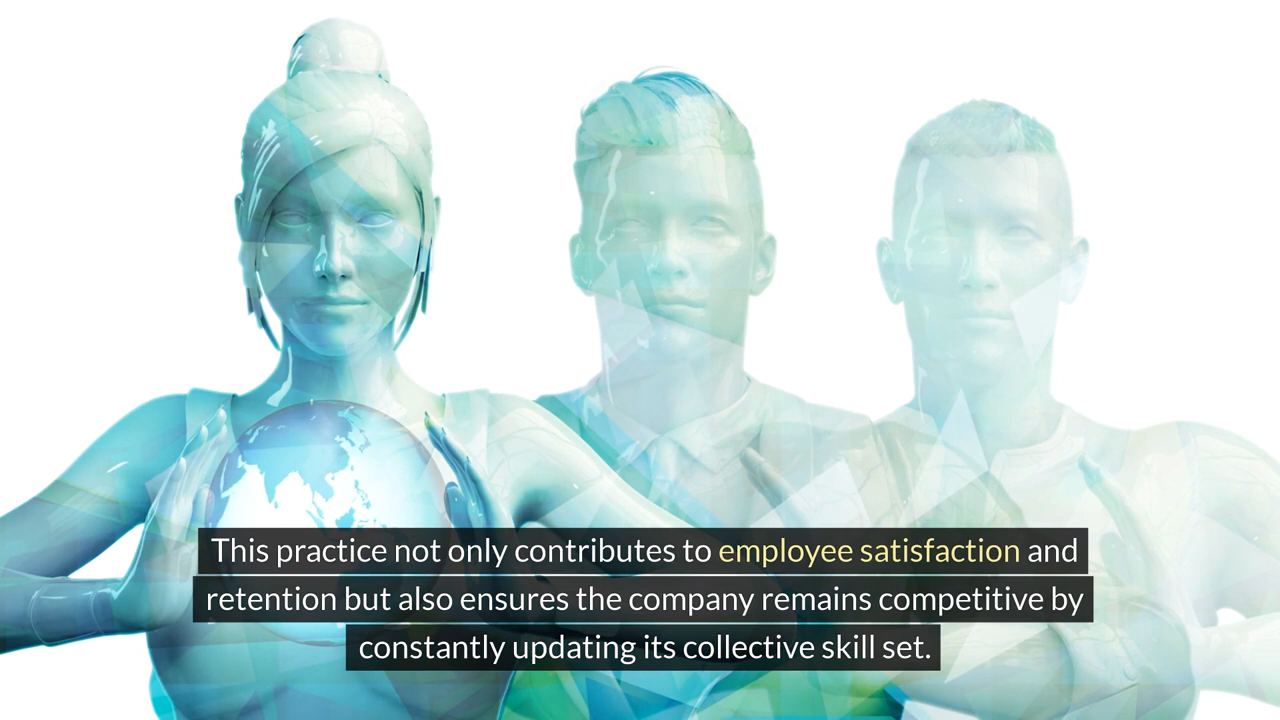 This practice not only contributes to employee satisfaction and
retention but also ensures the company remains competitive by
constantly updating its collective skill set.